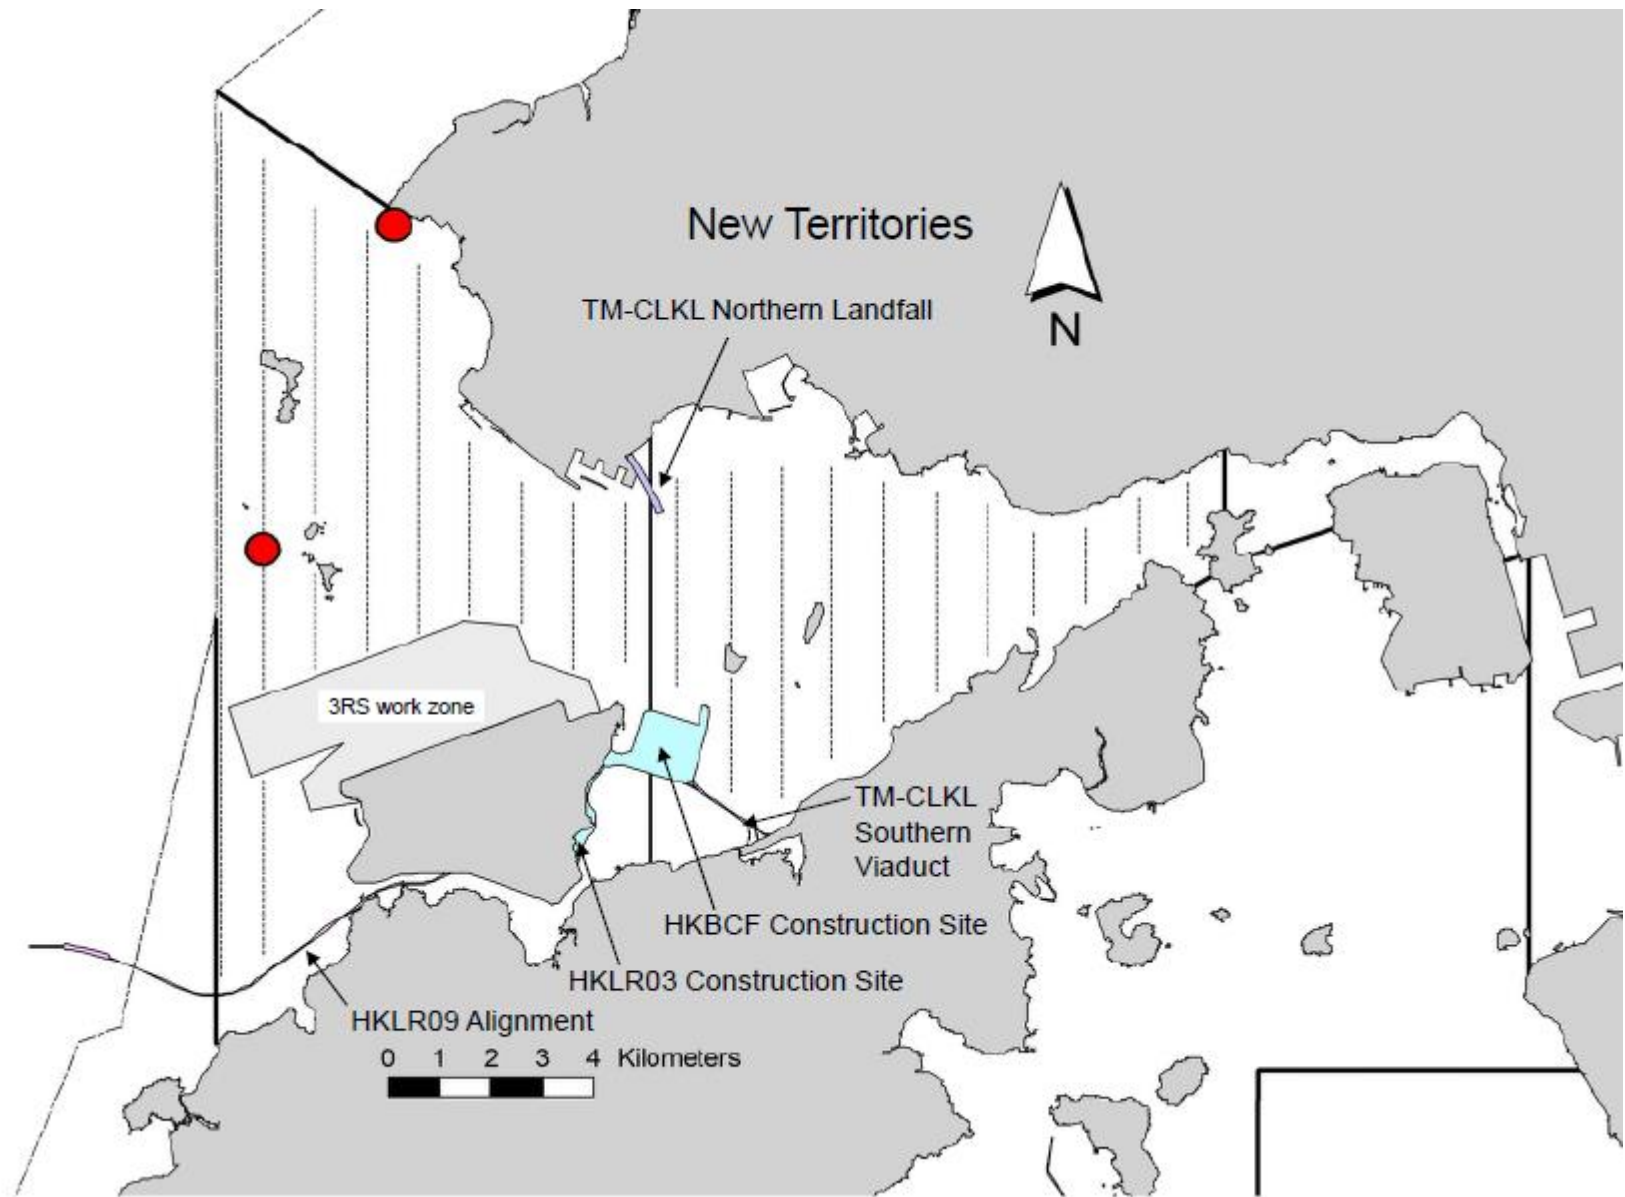 New Territories
TM-CLKL Northern Landfall
N
3RS work zone
TM-CLKL
Southern
Viaduct
HKBCF Construction Site
HKLR03 Construction Site
HKLR09 Alignment
0 1 2 3 4 Kilometers